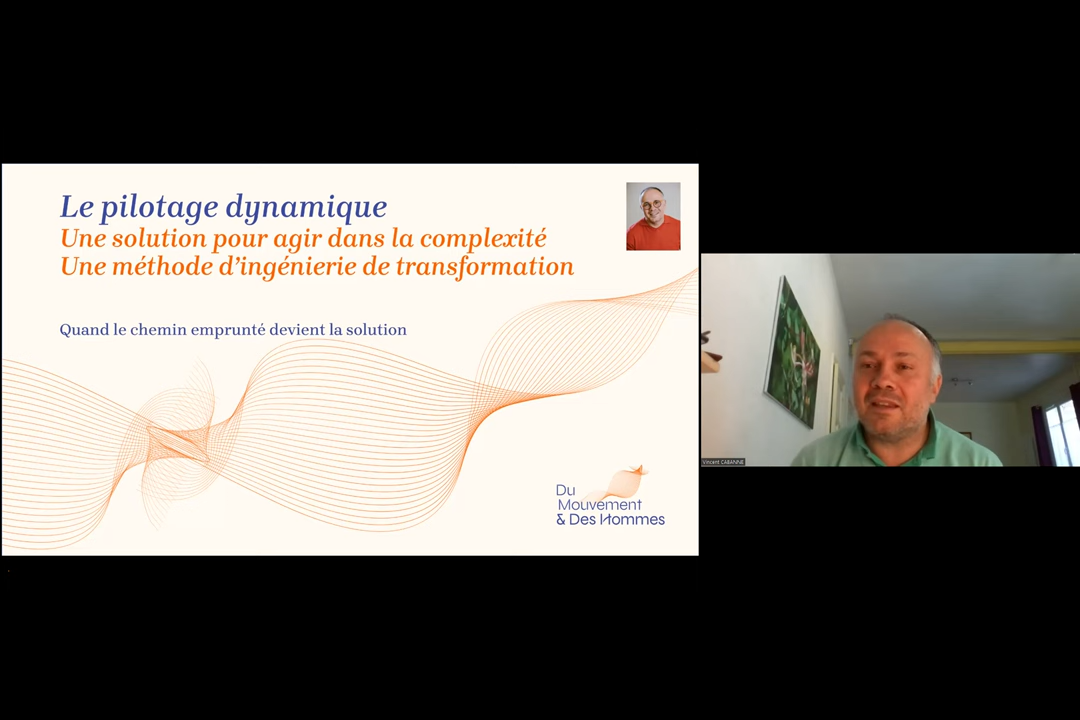 Le pilotage dynamique
Une solution pour agir dans la complexité
Une méthode d’ingénierie de transformation
Quand le chemin emprunté devient la solution
Du
Mouvement
& Des Hommes
Vincent CABANNE